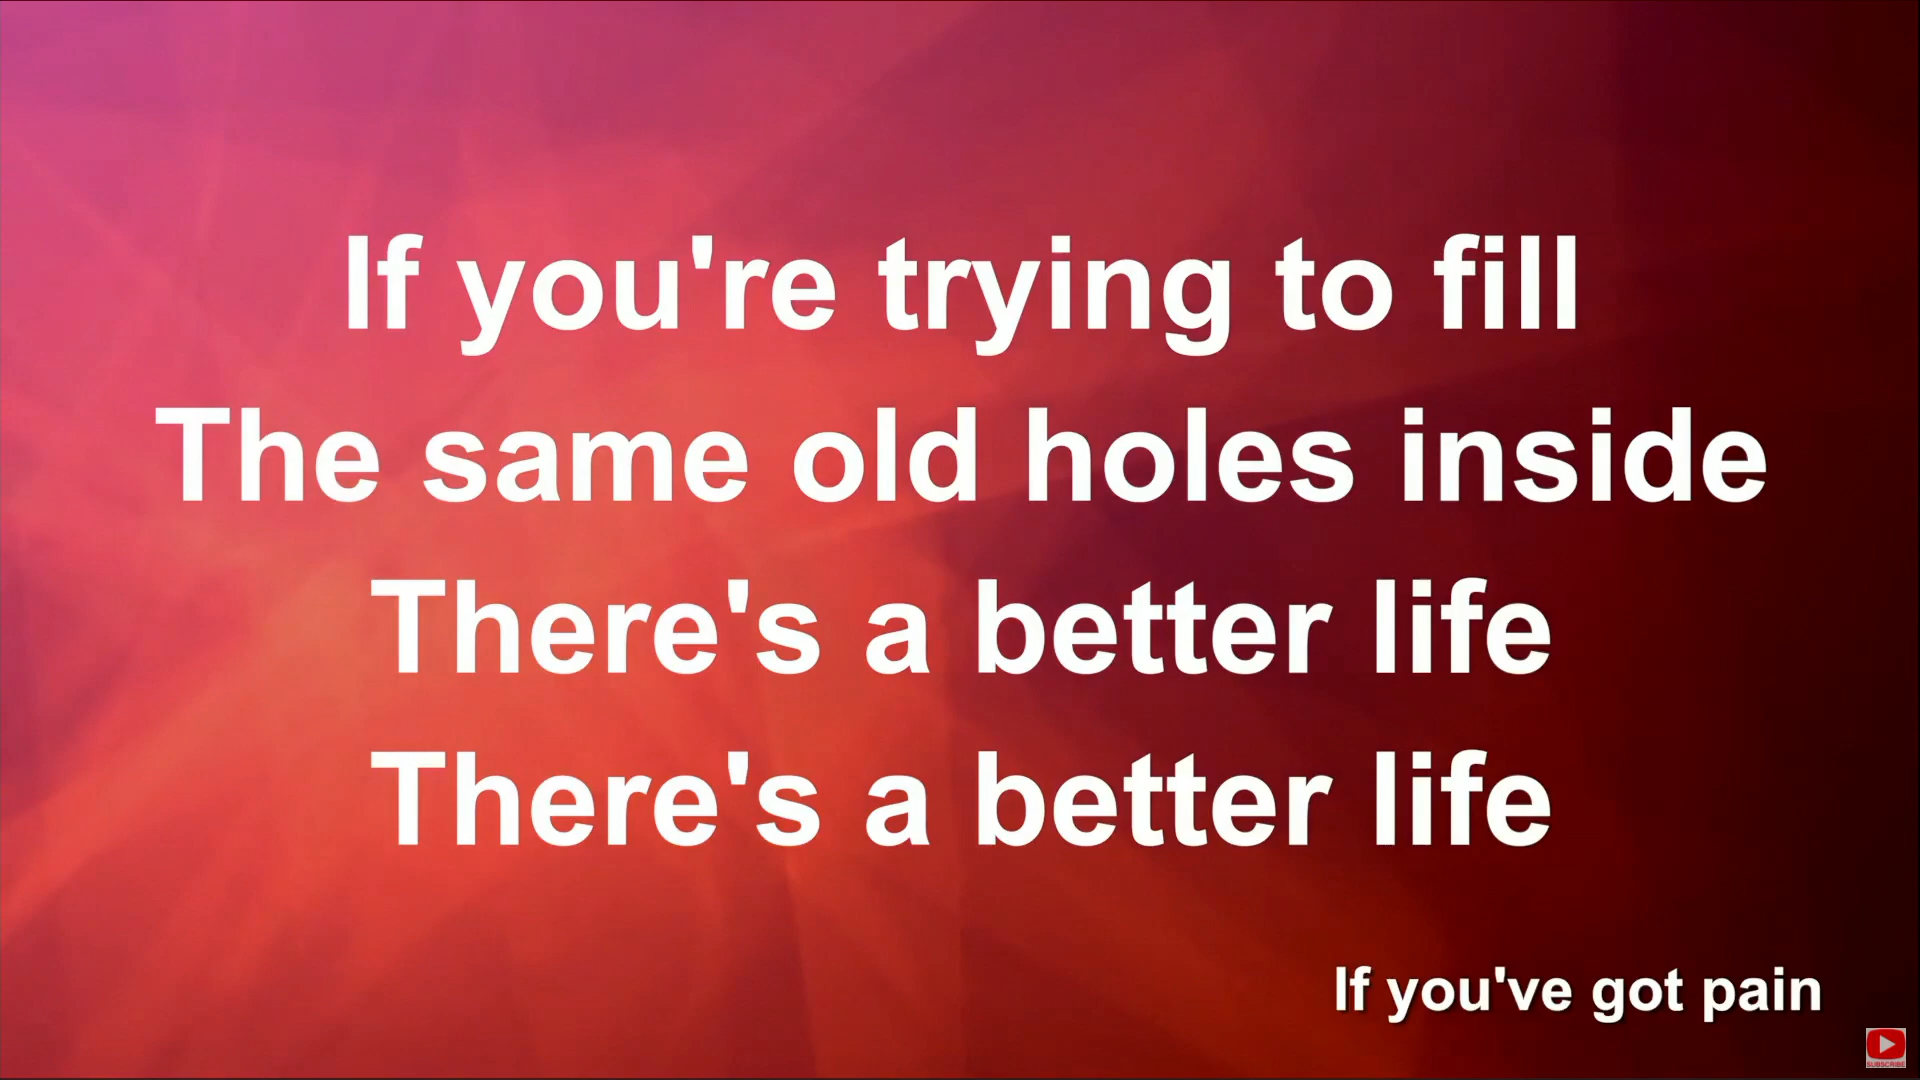 If you're trying to fill
The same old holes inside
There's a better life
There's a better life
If you've got pain
SUBSCRIBE